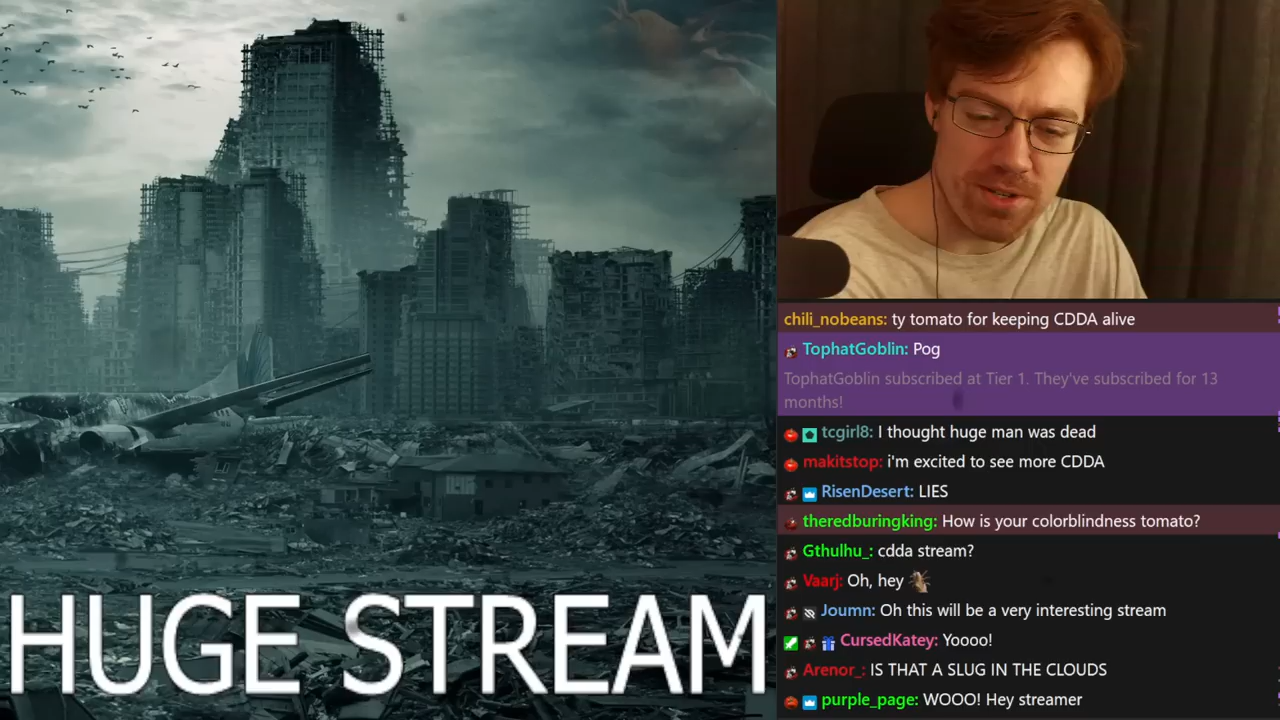 chili_nobeans: ty tomato for keeping CDDA alive
TophatGoblin: Pog
TophatGoblin subscribed at Tier 1. They've subscribed for 13
months!
tcgirl8: I thought huge man was dead
makitstop: i'm excited to see more CDDA
RisenDesert: LIES
theredburingking: How is your colorblindness tomato?
Gthulhu_: cdda stream?
Vaarj: Oh, hey
Joumn: Oh this will be a very interesting stream
CursedKatey: Yoooo!
Arenor_: IS THAT A SLUG IN THE CLOUDS
purple_page: WOOO! Hey streamer
HUGE STREAM